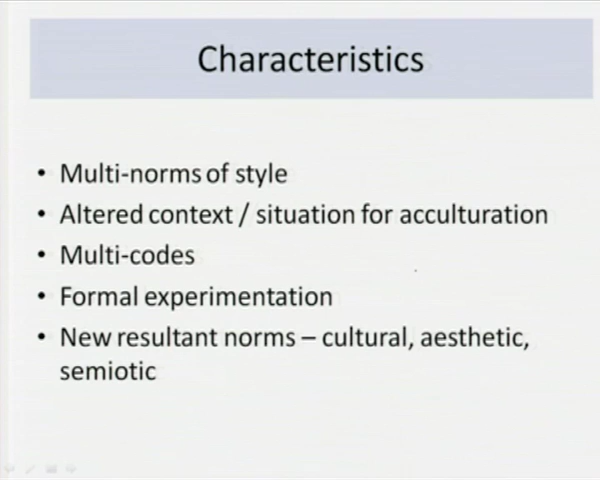 Characteristics
• Multi-norms of style
• Altered context / situation for acculturation
• Multi-codes
• Formal experimentation
• New resultant norms – cultural, aesthetic,
semiotic